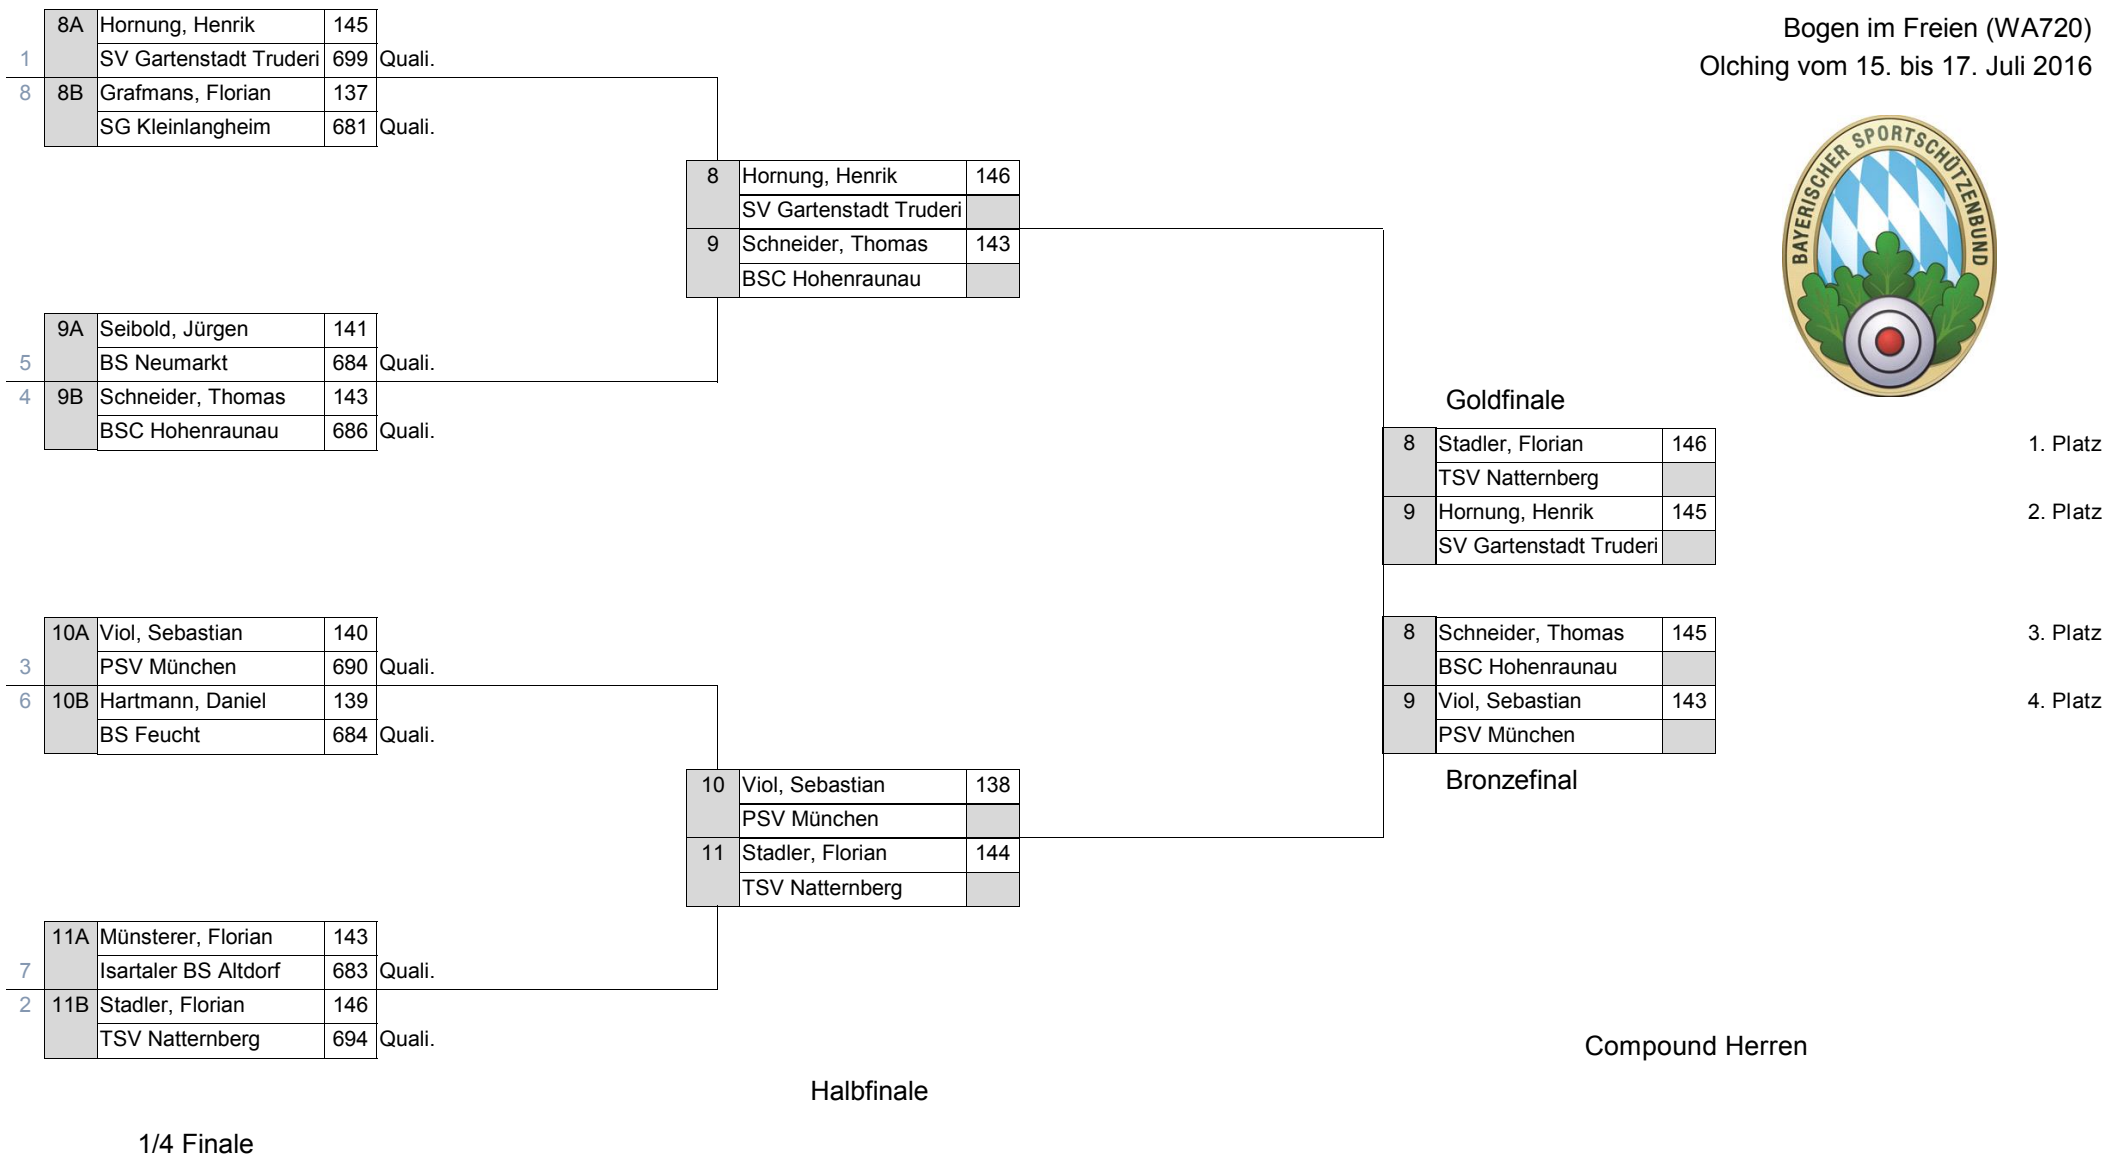 Bogen im Freien (WA720)
Olching vom 15. bis 17. Juli 2016
BAYERISCHER SPORTSCHÜTZENBUND
8A Hornung, Henrik 145
1 SV Gartenstadt Truderi 699 Quali.
8 8B Grafmans, Florian 137
SG Kleinlangheim 681 Quali.
8 Hornung, Henrik 146
SV Gartenstadt Truderi
9 Schneider, Thomas 143
BSC Hohenraunau
9A Seibold, Jürgen 141
5 BS Neumarkt 684 Quali.
4 9B Schneider, Thomas 143
BSC Hohenraunau 686 Quali.
Goldfinale
8 Stadler, Florian 146 1. Platz
TSV Natternberg
9 Hornung, Henrik 145 2. Platz
SV Gartenstadt Truderi
10A Viol, Sebastian 140
3 PSV München 690 Quali.
6 10B Hartmann, Daniel 139
BS Feucht 684 Quali.
8 Schneider, Thomas 145 3. Platz
BSC Hohenraunau
9 Viol, Sebastian 143 4. Platz
PSV München
Bronzefinal
10 Viol, Sebastian 138
PSV München
11 Stadler, Florian 144
TSV Natternberg
11A Münsterer, Florian 143
7 Isartaler BS Altdorf 683 Quali.
2 11B Stadler, Florian 146
TSV Natternberg 694 Quali.
Compound Herren
Halbfinale
1/4 Finale